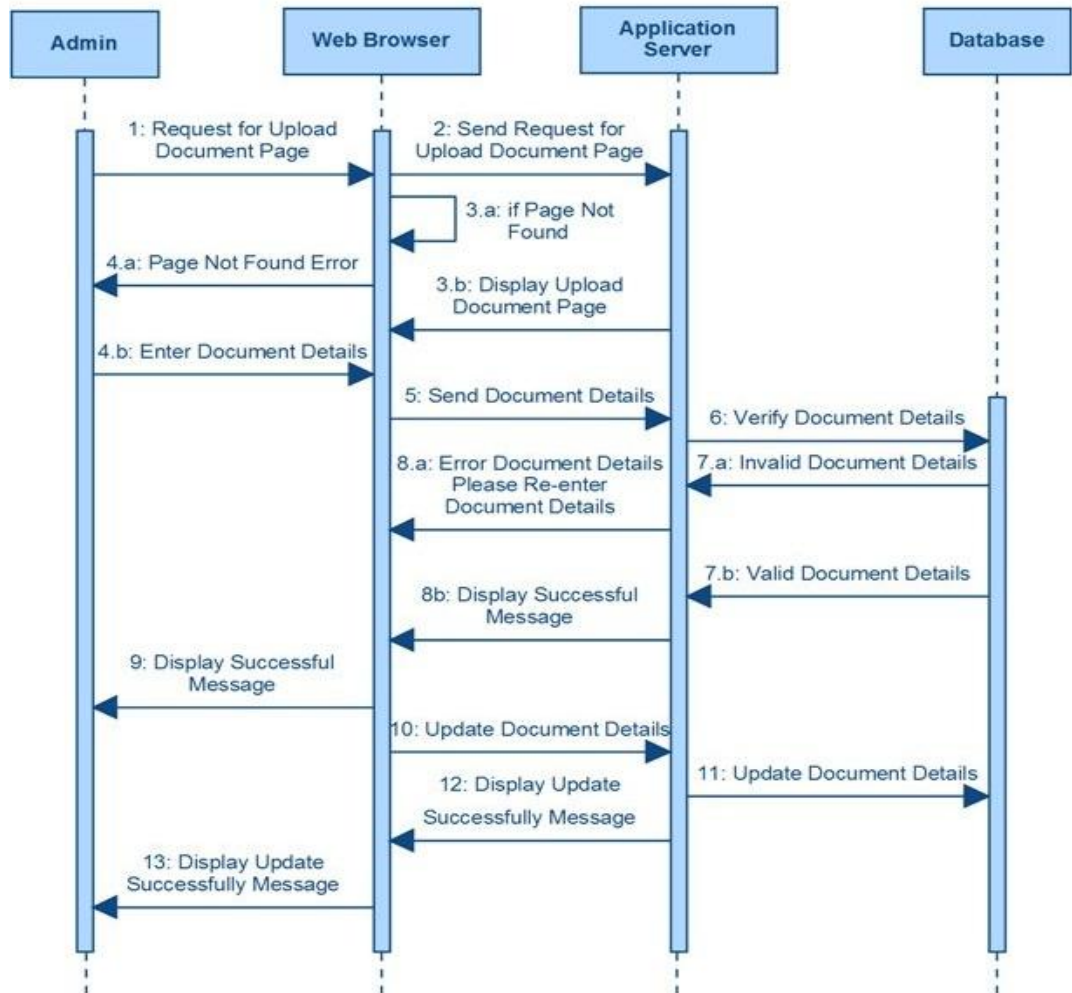 Admin
Web Browser
Application
Server
Database
1: Request for Upload
Document Page
2: Send Request for
Upload Document Page
3.a: if Page Not
Found
4.a: Page Not Found Error
3.b: Display Upload
Document Page
4.b: Enter Document Details
5: Send Document Details
6: Verify Document Details
8.a: Error Document Details
Please Re-enter
Document Details
7.a: Invalid Document Details
7.b: Valid Document Details
8b: Display Successful
Message
9: Display Successful
Message
10: Update Document Details
11: Update Document Details
12: Display Update
Successfully Message
13: Display Update
Successfully Message